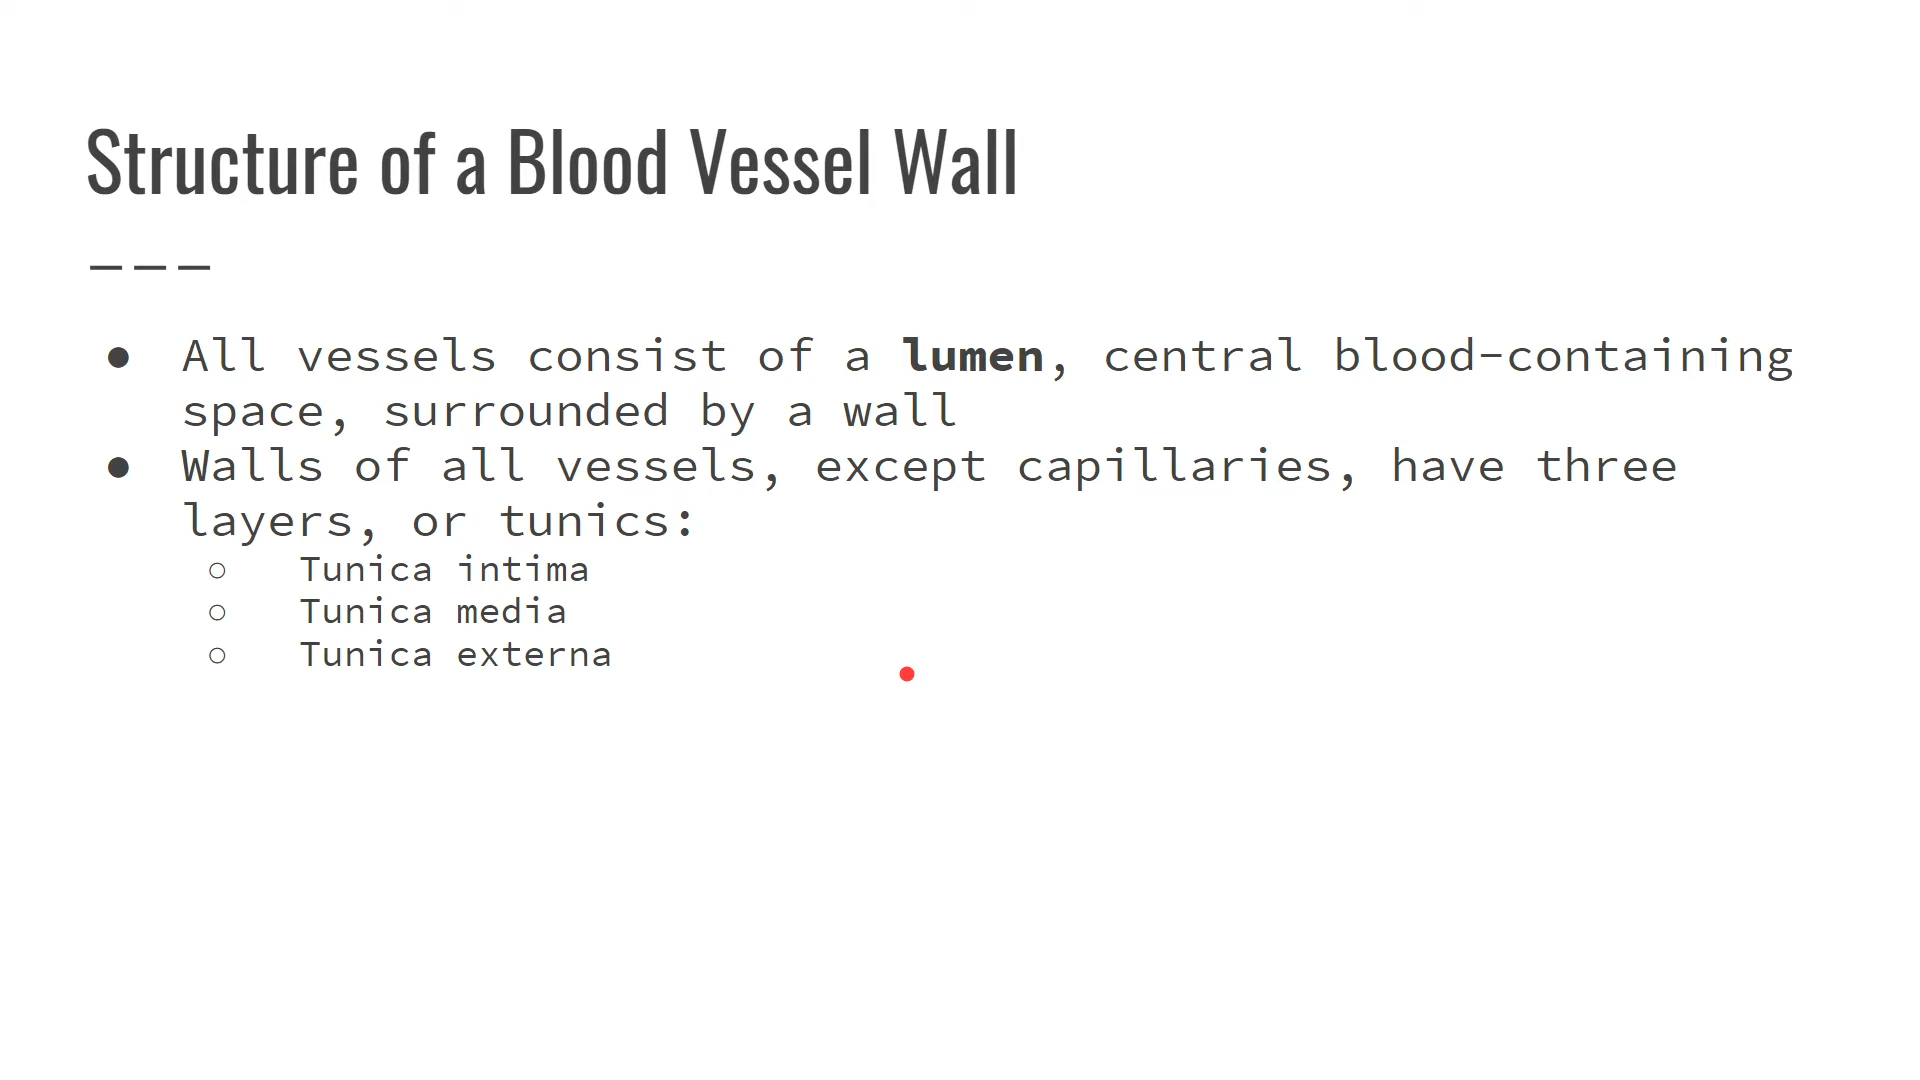 Structure of a Blood Vessel Wall
● All vessels consist of a lumen, central blood-containing
space, surrounded by a wall
● Walls of all vessels, except capillaries, have three
layers, or tunics:
○ Tunica intima
○ Tunica media
○ Tunica externa